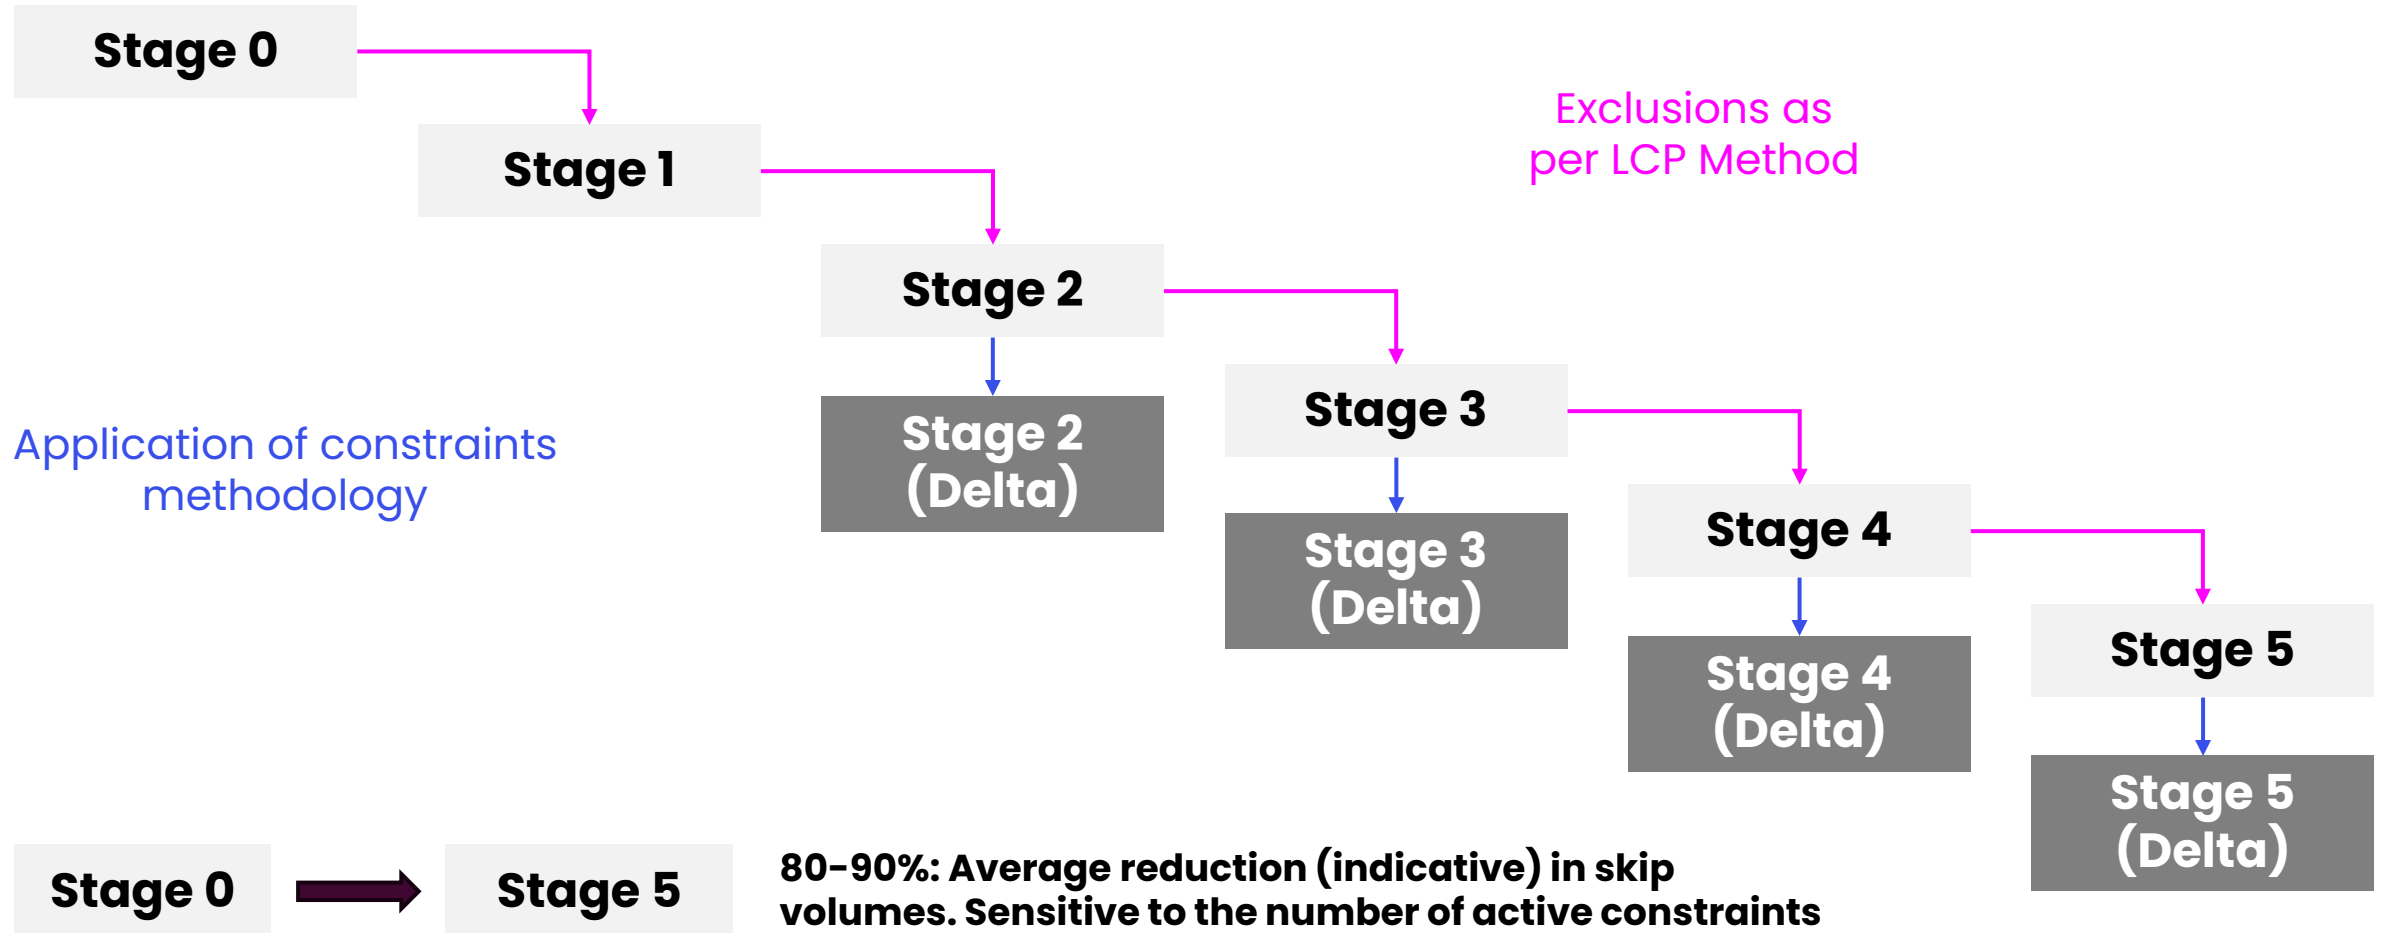 Stage 0
Stage 1
Exclusions as
per LCP Method
Stage 2
Stage 2
(Delta)
Stage 3
Application of constraints
methodology
Stage 3
(Delta)
Stage 4
Stage 4
(Delta)
Stage 5
Stage 5
(Delta)
Stage 0
Stage 5
80-90%: Average reduction (indicative) in skip
volumes. Sensitive to the number of active constraints